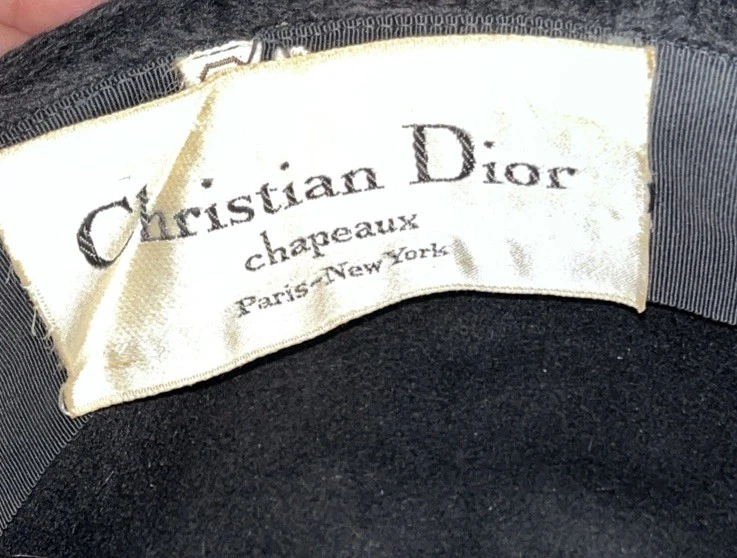 Christian Dior
chapeaux
Paris-New York